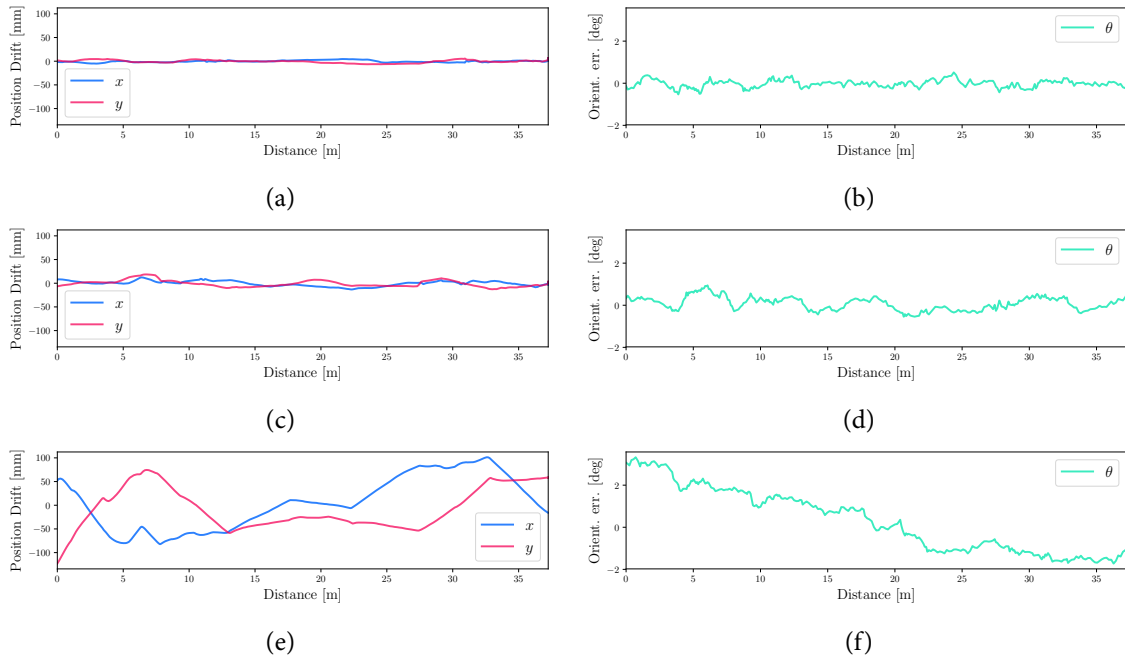 Position Drift [mm]
100
50
0
−50
−100
x
y
0 5 10 15 20 25 30 35
Distance [m]
(a)
Orient. err. [deg]
2
0
−2
θ
0 5 10 15 20 25 30 35
Distance [m]
(b)
Position Drift [mm]
100
50
0
−50
−100
x
y
0 5 10 15 20 25 30 35
Distance [m]
(c)
Orient. err. [deg]
2
0
−2
θ
0 5 10 15 20 25 30 35
Distance [m]
(d)
Position Drift [mm]
100
50
0
−50
−100
x
y
0 5 10 15 20 25 30 35
Distance [m]
(e)
Orient. err. [deg]
2
0
−2
θ
0 5 10 15 20 25 30 35
Distance [m]
(f)